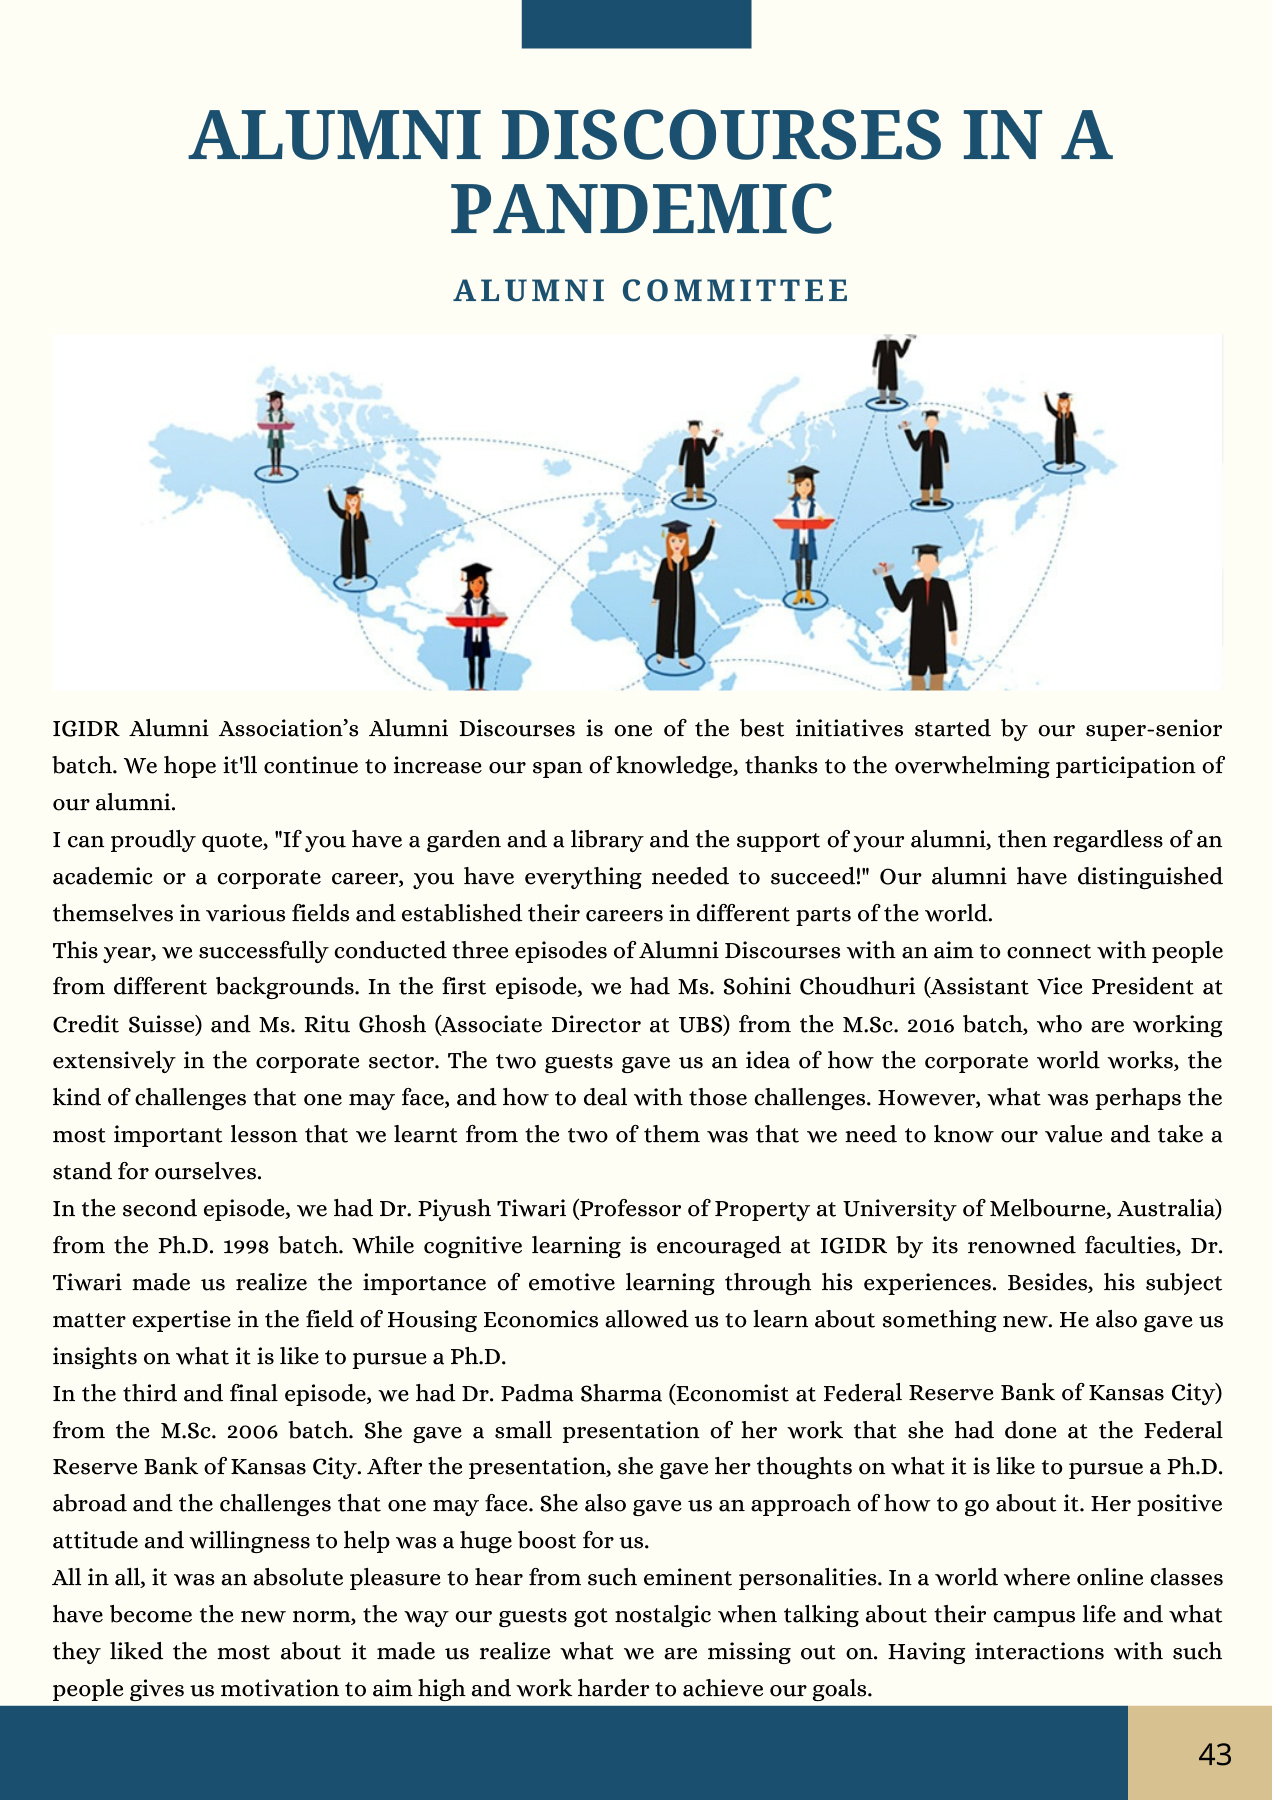 ALUMNI DISCOURSES IN A
PANDEMIC
ALUMNI COMMITTEE
IGIDR Alumni Association’s Alumni Discourses is one of the best initiatives started by our super-senior
batch. We hope it'll continue to increase our span of knowledge, thanks to the overwhelming participation of
our alumni.
I can proudly quote, "If you have a garden and a library and the support of your alumni, then regardless of an
academic or a corporate career, you have everything needed to succeed!" Our alumni have distinguished
themselves in various fields and established their careers in different parts of the world.
This year, we successfully conducted three episodes of Alumni Discourses with an aim to connect with people
from different backgrounds. In the first episode, we had Ms. Sohini Choudhuri (Assistant Vice President at
Credit Suisse) and Ms. Ritu Ghosh (Associate Director at UBS) from the M.Sc. 2016 batch, who are working
extensively in the corporate sector. The two guests gave us an idea of how the corporate world works, the
kind of challenges that one may face, and how to deal with those challenges. However, what was perhaps the
most important lesson that we learnt from the two of them was that we need to know our value and take a
stand for ourselves.
In the second episode, we had Dr. Piyush Tiwari (Professor of Property at University of Melbourne, Australia)
from the Ph.D. 1998 batch. While cognitive learning is encouraged at IGIDR by its renowned faculties, Dr.
Tiwari made us realize the importance of emotive learning through his experiences. Besides, his subject
matter expertise in the field of Housing Economics allowed us to learn about something new. He also gave us
insights on what it is like to pursue a Ph.D.
In the third and final episode, we had Dr. Padma Sharma (Economist at Federal Reserve Bank of Kansas City)
from the M.Sc. 2006 batch. She gave a small presentation of her work that she had done at the Federal
Reserve Bank of Kansas City. After the presentation, she gave her thoughts on what it is like to pursue a Ph.D.
abroad and the challenges that one may face. She also gave us an approach of how to go about it. Her positive
attitude and willingness to help was a huge boost for us.
All in all, it was an absolute pleasure to hear from such eminent personalities. In a world where online classes
have become the new norm, the way our guests got nostalgic when talking about their campus life and what
they liked the most about it made us realize what we are missing out on. Having interactions with such
people gives us motivation to aim high and work harder to achieve our goals.
43